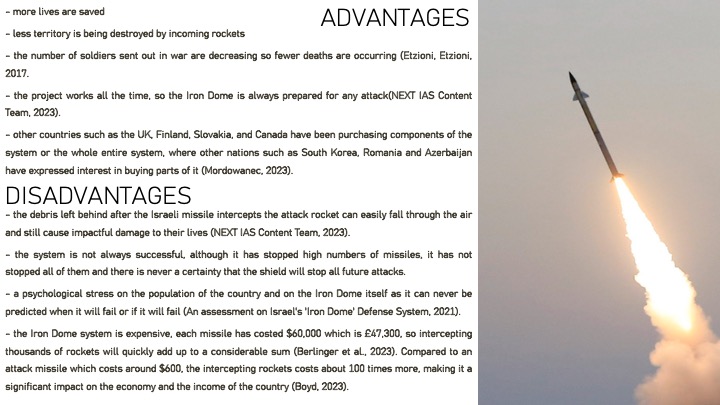 - more lives are saved
ADVANTAGES
- less territory is being destroyed by incoming rockets
- the number of soldiers sent out in war are decreasing so fewer deaths are occurring (Etzioni, Etzioni,
2017.
- the project works all the time, so the Iron Dome is always prepared for any attack(NEXT IAS Content
Team, 2023).
- other countries such as the UK, Finland, Slovakia, and Canada have been purchasing components of the
system or the whole entire system, where other nations such as South Korea, Romania and Azerbaijan
have expressed interest in buying parts of it (Mordowanec, 2023).
DISADVANTAGES
- the debris left behind after the Israeli missile intercepts the attack rocket can easily fall through the air
and still cause impactful damage to their lives (NEXT IAS Content Team, 2023).
- the system is not always successful, although it has stopped high numbers of missiles, it has not
stopped all of them and there is never a certainty that the shield will stop all future attacks.
- a psychological stress on the population of the country and on the Iron Dome itself as it can never be
predicted when it will fail or if it will fail (An assessment on Israel's 'Iron Dome' Defense System, 2021).
- the Iron Dome system is expensive, each missile has costed $60,000 which is £47,300, so intercepting
thousands of rockets will quickly add up to a considerable sum (Berlinger et al., 2023). Compared to an
attack missile which costs around $600, the intercepting rockets costs about 100 times more, making it a
significant impact on the economy and the income of the country (Boyd, 2023).